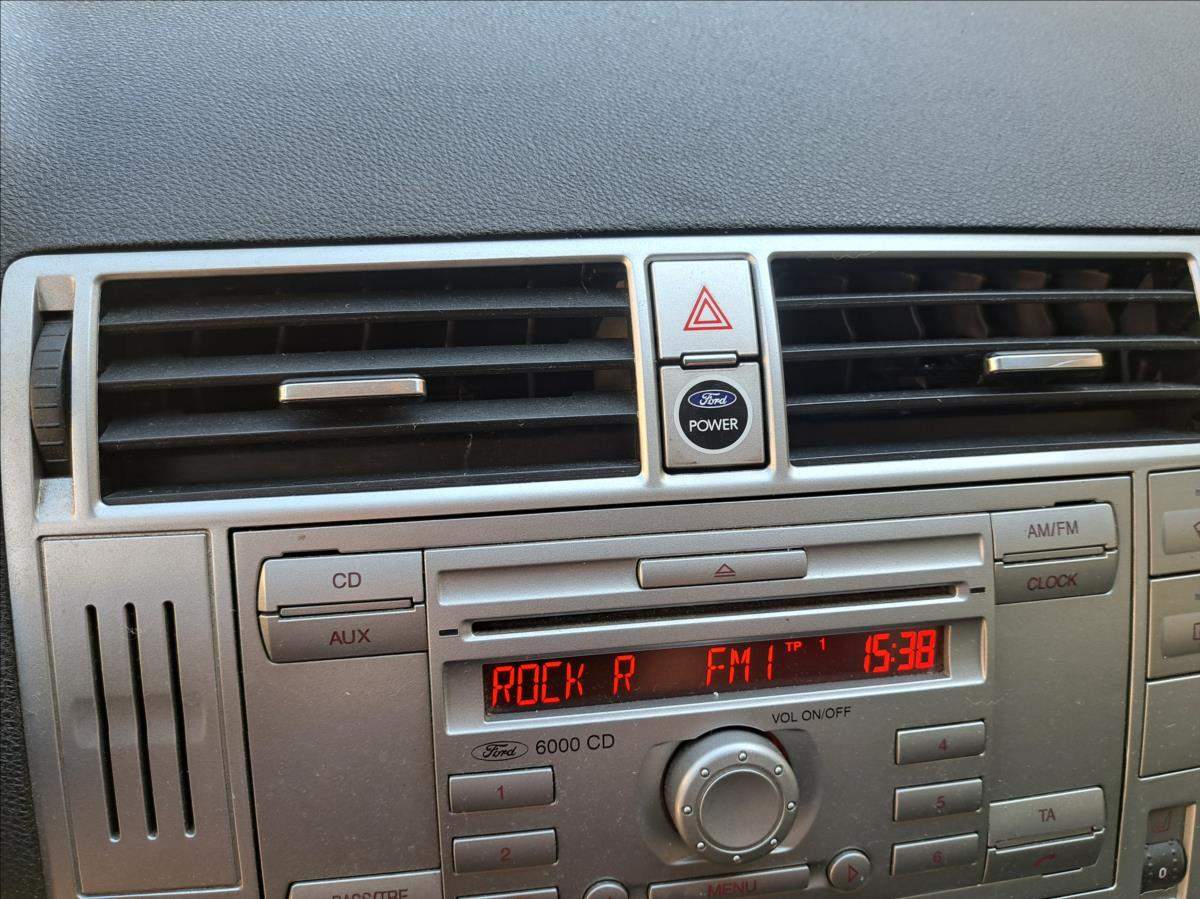 Ford
POWER
AM/FM
CD
CLOCK
AUX
ROCK R FM1 TP 1 15:38
VOL ON/OFF
Ford 6000 CD
4
1
5
TA
2
6
MENU
0